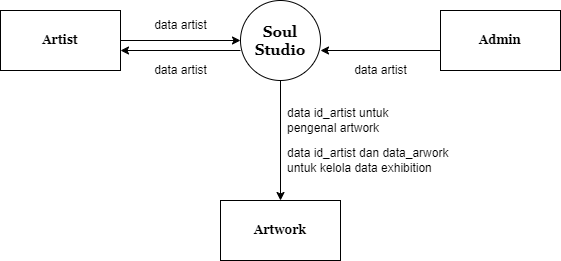 data artist
Artist
Soul
Studio
Admin
data artist
data artist
data id_artist untuk
pengenal artwork
data id_artist dan data_arwork
untuk kelola data exhibition
Artwork